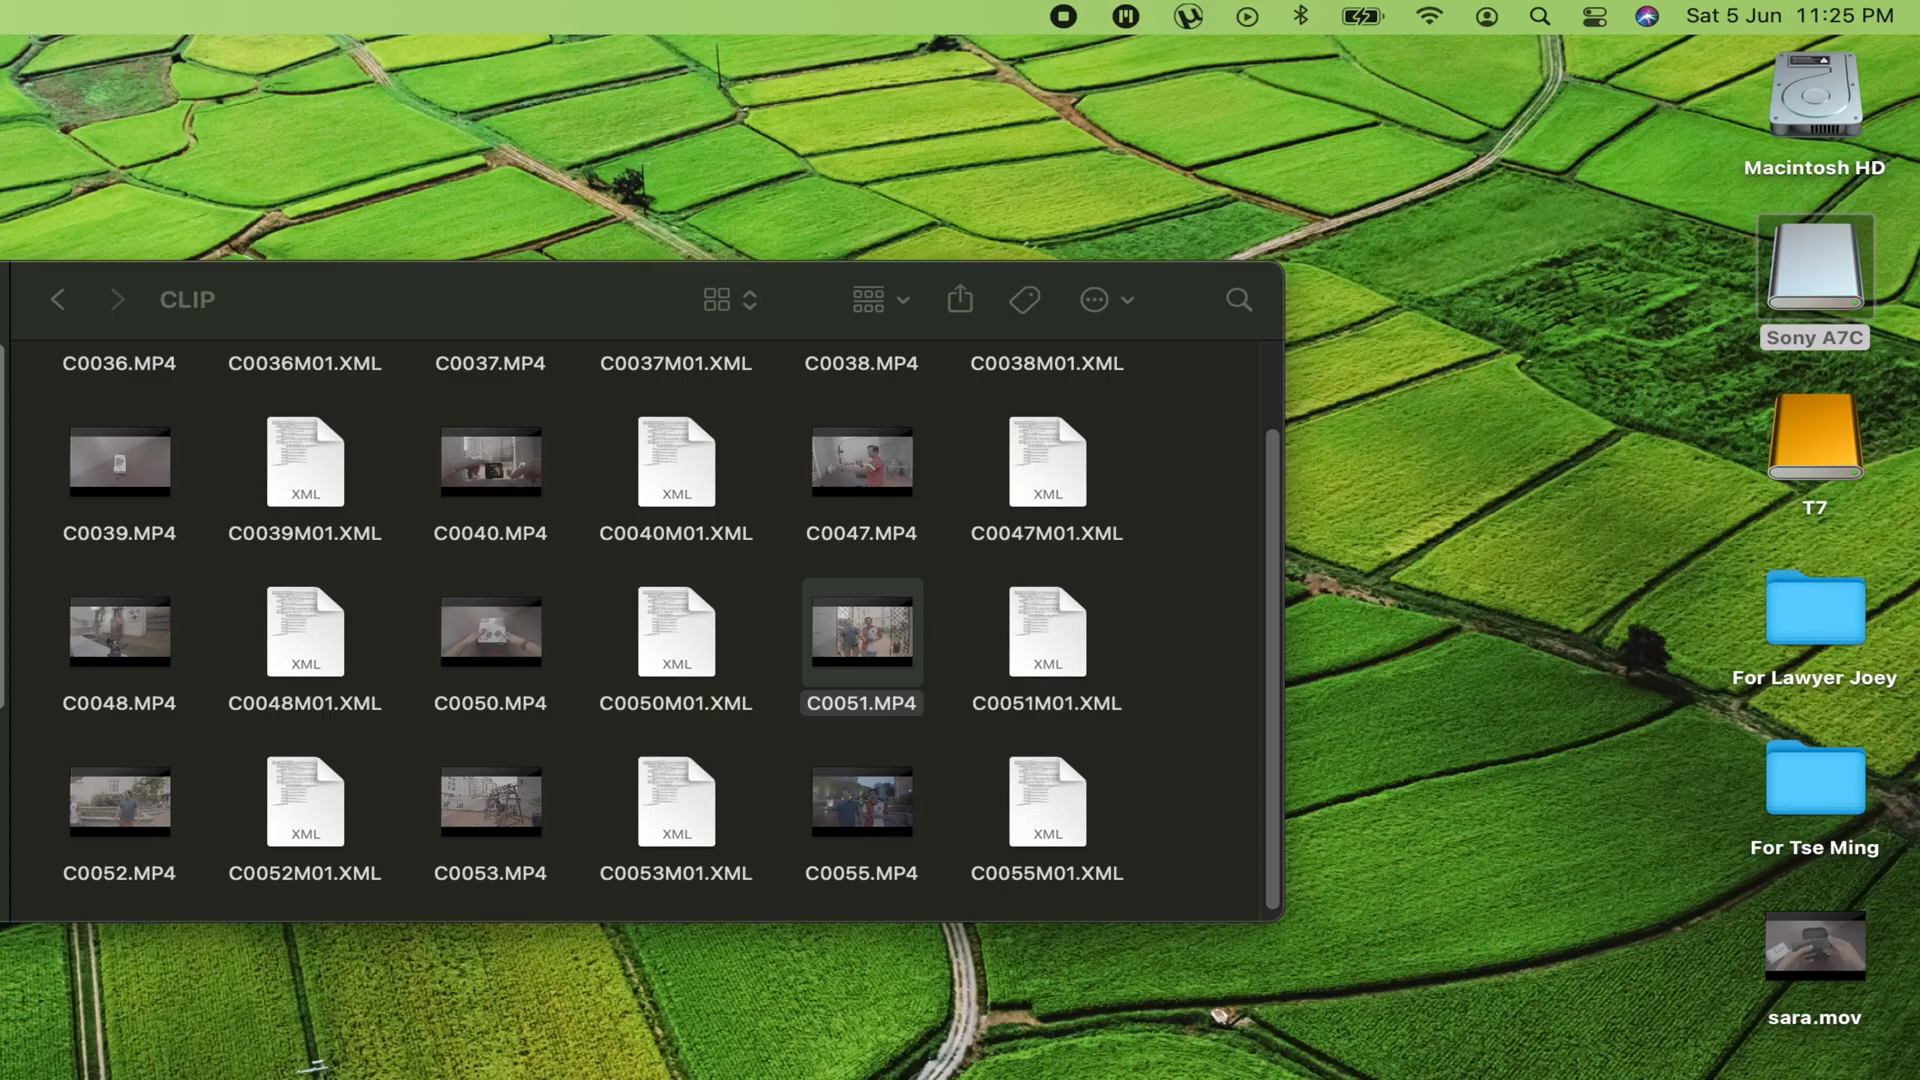 Sat 5 Jun 11:25 PM
Macintosh HD
Sony A7C
T7
For Lawyer Joey
For Tse Ming
sara.mov
CLIP
C0036.MP4 C0036M01.XML C0037.MP4 C0037M01.XML C0038.MP4 C0038M01.XML
XML XML XML
C0039.MP4 C0039M01.XML C0040.MP4 C0040M01.XML C0047.MP4 C0047M01.XML
XML XML XML
C0048.MP4 C0048M01.XML C0050.MP4 C0050M01.XML C0051.MP4 C0051M01.XML
XML XML XML
C0052.MP4 C0052M01.XML C0053.MP4 C0053M01.XML C0055.MP4 C0055M01.XML